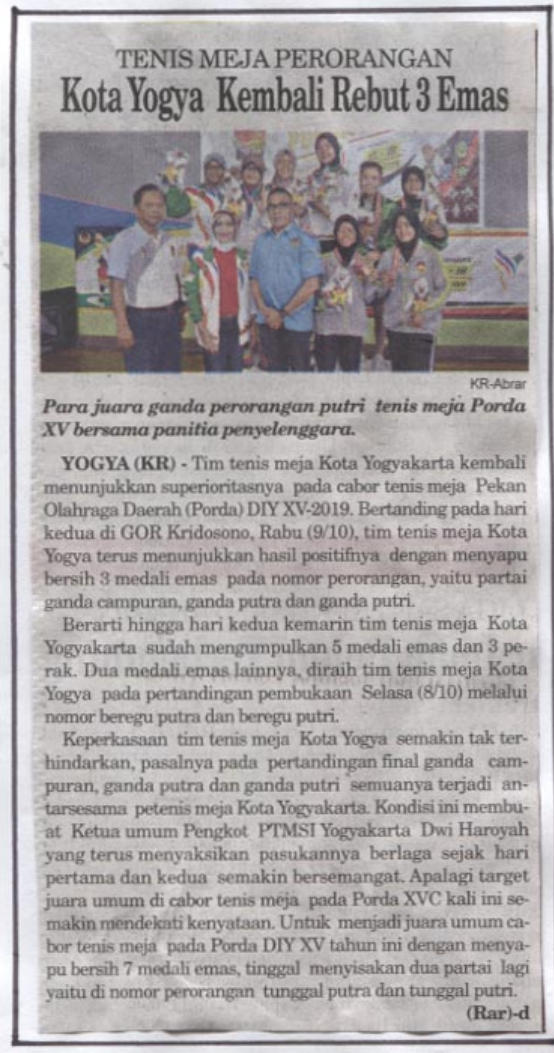 TENIS MEJA PERORANGAN
Kota Yogya Kembali Rebut 3 Emas
KR-Abrar
Para juara ganda perorangan putri tenis meja Porda
XV bersama panitia penyelenggara.
YOGYA (KR) - Tim tenis meja Kota Yogyakarta kembali
menunjukkan superioritasnya pada cabor tenis meja Pekan
Olahraga Daerah (Porda) DIY XV-2019. Bertanding pada hari
kedua di GOR Kridosono, Rabu (9/10), tim tenis meja Kota
Yogya terus menunjukkan hasil positifnya dengan menyapu
bersih 3 medali emas pada nomor perorangan, yaitu partai
ganda campuran, ganda putra dan ganda putri.
Berarti hingga hari kedua kemarin tim tenis meja Kota
Yogyakarta sudah mengumpulkan 5 medali emas dan 3 pe-
rak. Dua medali emas lainnya, diraih tim tenis meja Kota
Yogya pada pertandingan pembukaan Selasa (8/10) melalui
nomor beregu putra dan beregu putri.
Keperkasaan tim tenis meja Kota Yogya semakin tak ter-
hindarkan, pasalnya pada pertandingan final ganda cam-
puran, ganda putra dan ganda putri semuanya terjadi an-
tarsesama petenis meja Kota Yogyakarta. Kondisi ini membu-
at Ketua umum Pengkot PTMSI Yogyakarta Dwi Haroyah
yang terus menyaksikan pasukannya berlaga sejak hari
pertama dan kedua semakin bersemangat. Apalagi target
juara umum di cabor tenis meja pada Porda XVC kali ini se-
makin mendekati kenyataan. Untuk menjadi juara umum ca-
bor tenis meja pada Porda DIY XV tahun ini dengan menya-
pu bersih 7 medali emas, tinggal menyisakan dua partai lagi
yaitu di nomor perorangan tunggal putra dan tunggal putri.
(Rar)-d